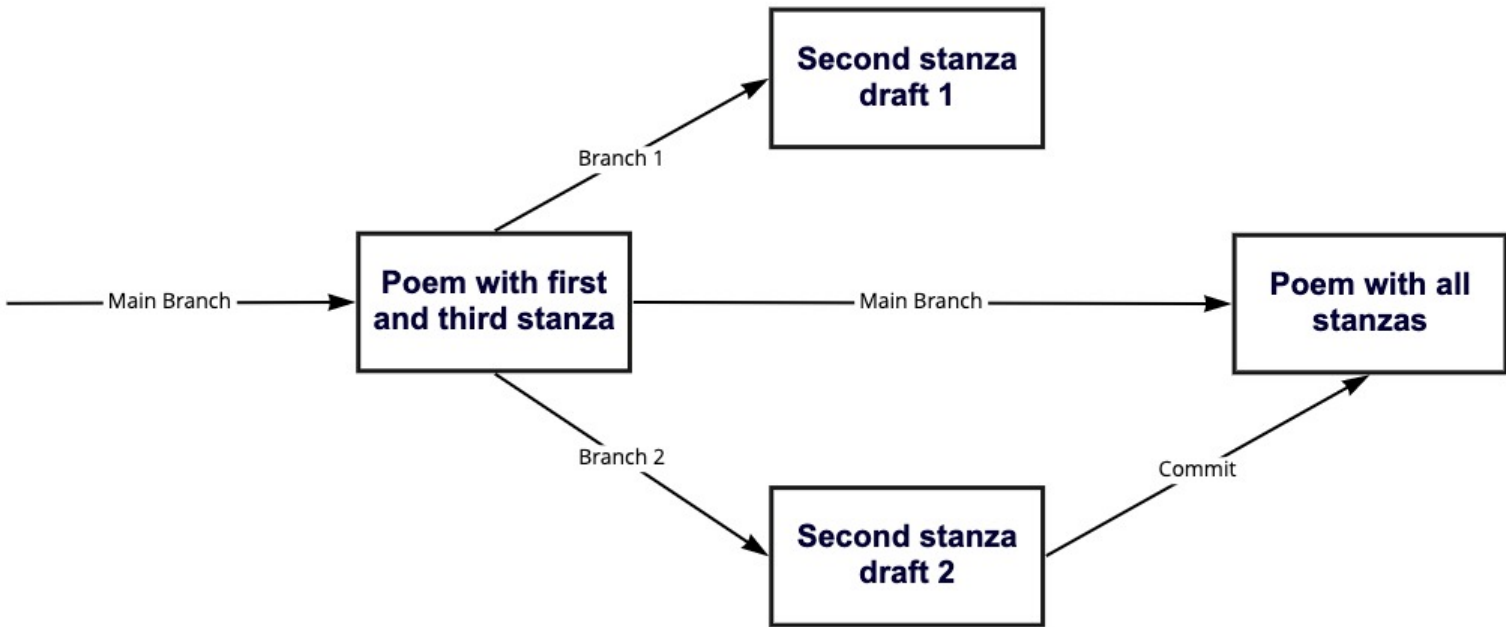 Second stanza
draft 1
Branch 1
Main Branch
Poem with first
and third stanza
Main Branch
Poem with all
stanzas
Branch 2
Commit
Second stanza
draft 2